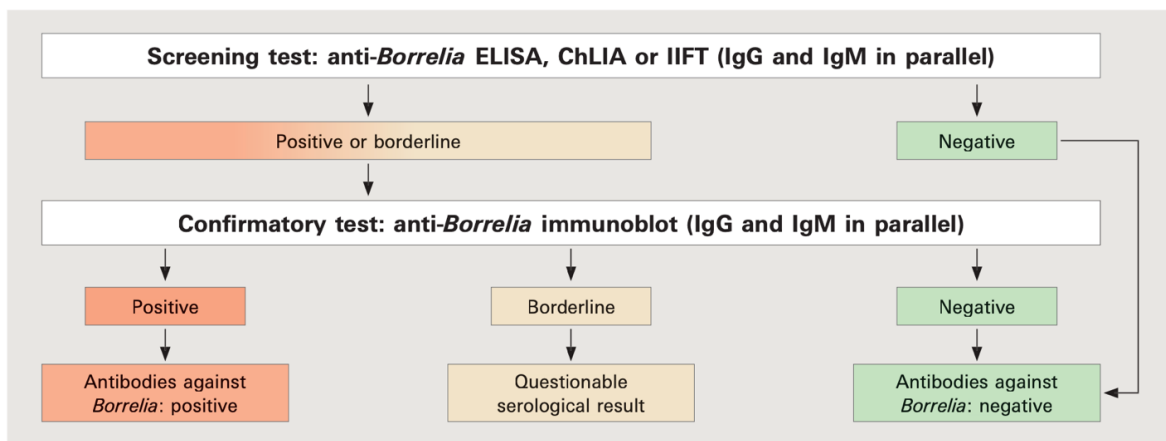 Screening test: anti-Borrelia ELISA, ChLIA or IIFT (IgG and IgM in parallel)
Positive or borderline
Negative
Confirmatory test: anti-Borrelia immunoblot (IgG and IgM in parallel)
Positive
Borderline
Negative
Antibodies against
Borrelia: positive
Questionable
serological result
Antibodies against
Borrelia: negative